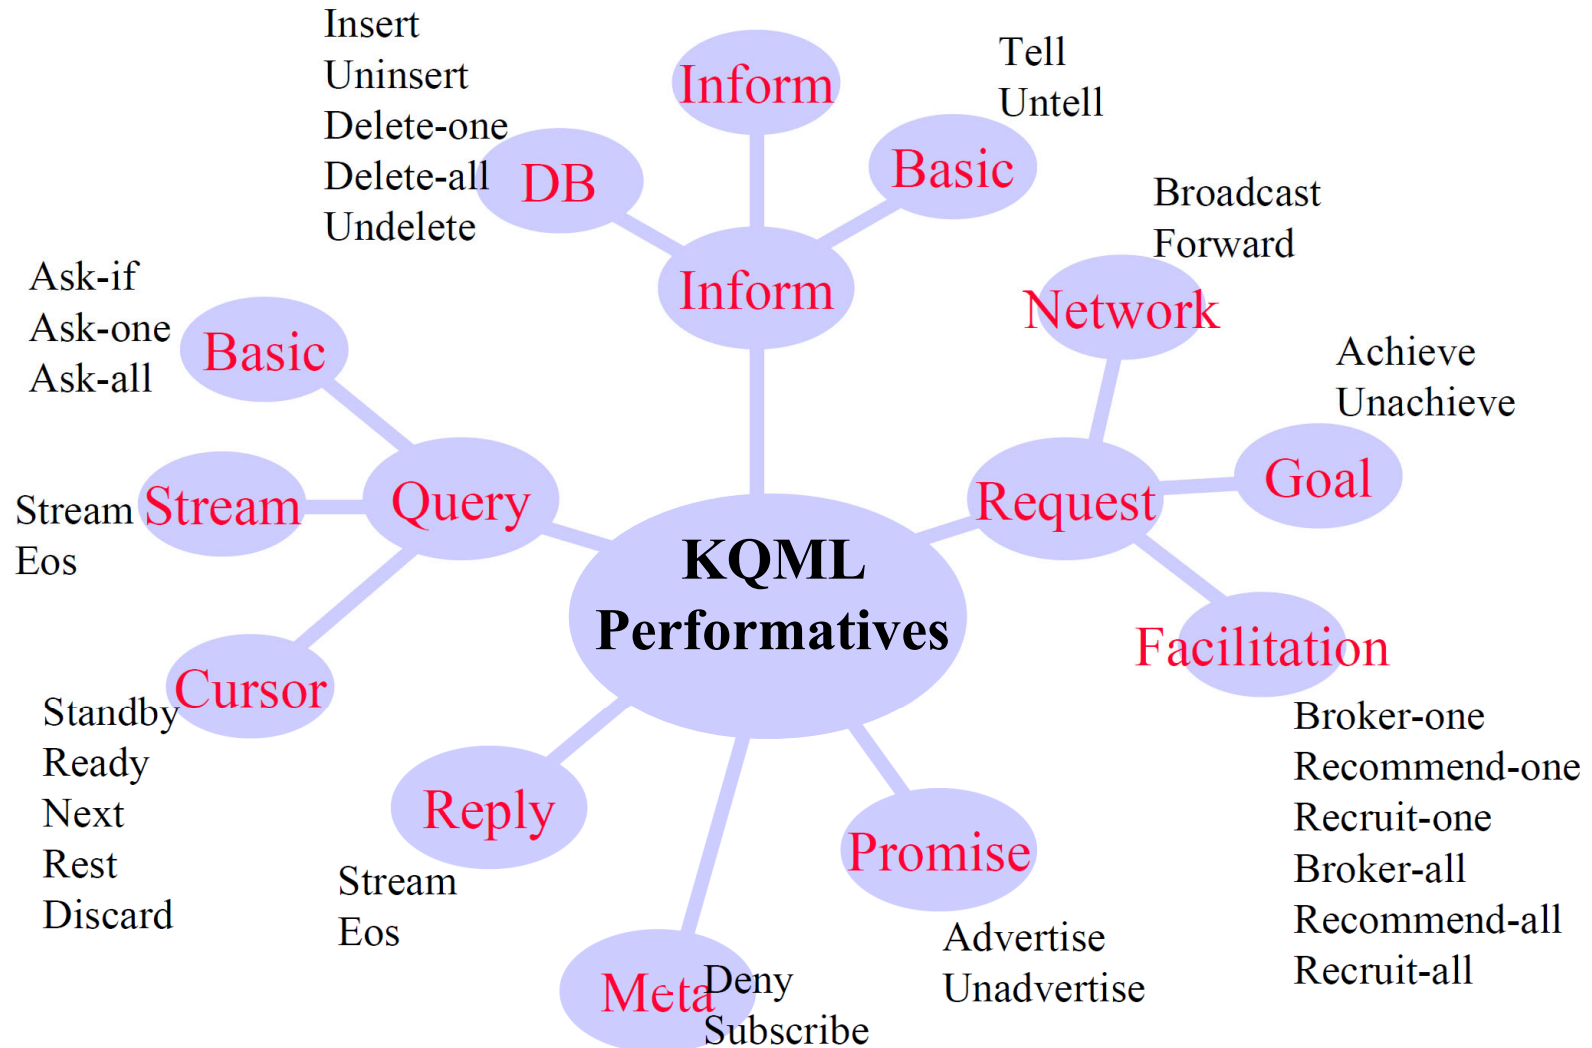 Insert
Uninsert
Delete-one
Delete-all
Undelete
DB
Inform
Tell
Untell
Basic
Inform
Broadcast
Forward
Network
Achieve
Unachieve
Goal
Request
Facilitation
Broker-one
Recommend-one
Recruit-one
Broker-all
Recommend-all
Recruit-all
Ask-if
Ask-one
Ask-all
Basic
Stream
Eos
Stream
Query
KQML
Performatives
Cursor
Standby
Ready
Next
Rest
Discard
Reply
Stream
Eos
Meta
Deny
Subscribe
Promise
Advertise
Unadvertise